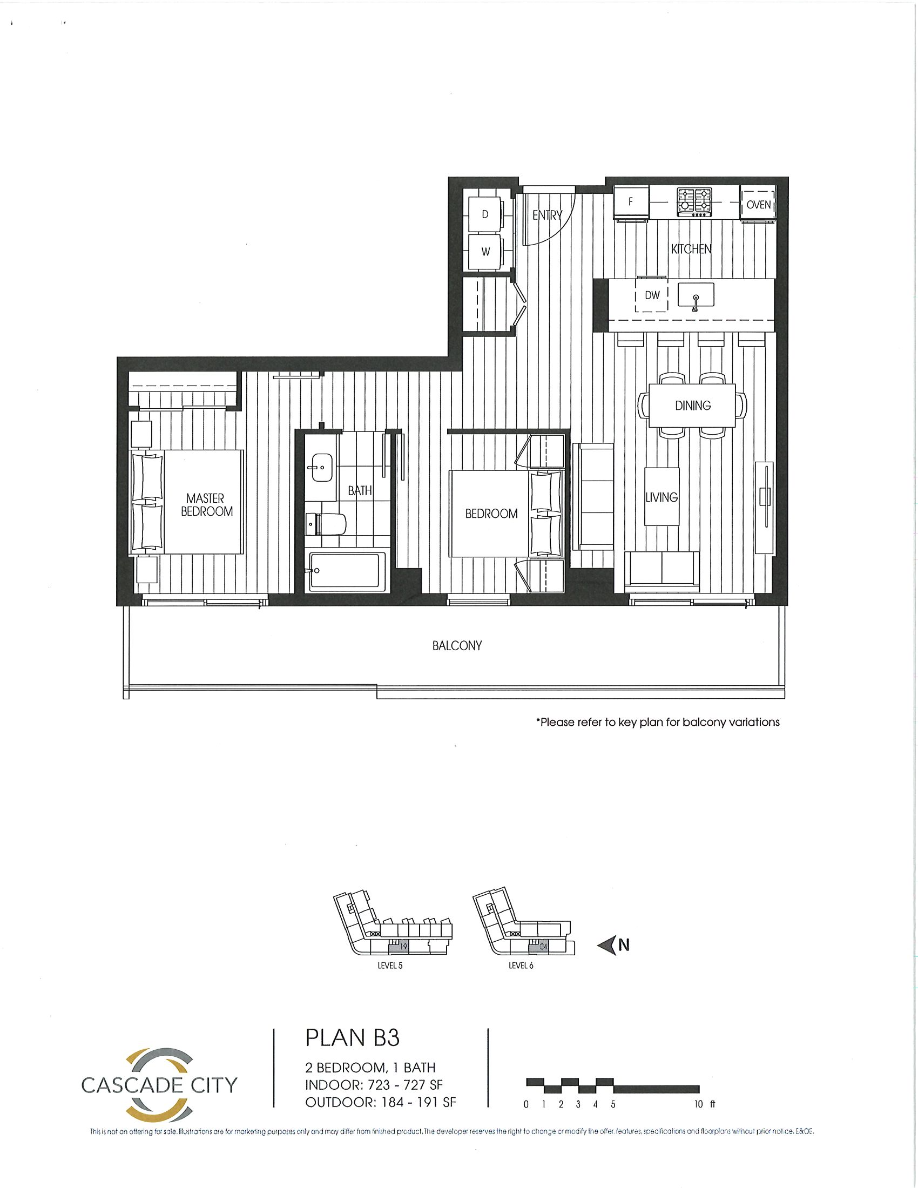 D
ENTRY
F
OVEN
W
KITCHEN
DW
DINING
MASTER
BEDROOM
BATH
BEDROOM
LIVING
BALCONY
*Please refer to key plan for balcony variations
19
LEVEL 5
LEVEL 6
N
PLAN B3
2 BEDROOM, 1 BATH
INDOOR: 723 - 727 SF
OUTDOOR: 184 - 191 SF
CASCADE CITY
0 1 2 3 4 5 10 ft
This is not an offering for sale. Illustrations are for marketing purposes only and may differ from finished product. The developer reserves the right to change or modify the offer, features, specifications and floorplans without prior notice. E&OE.